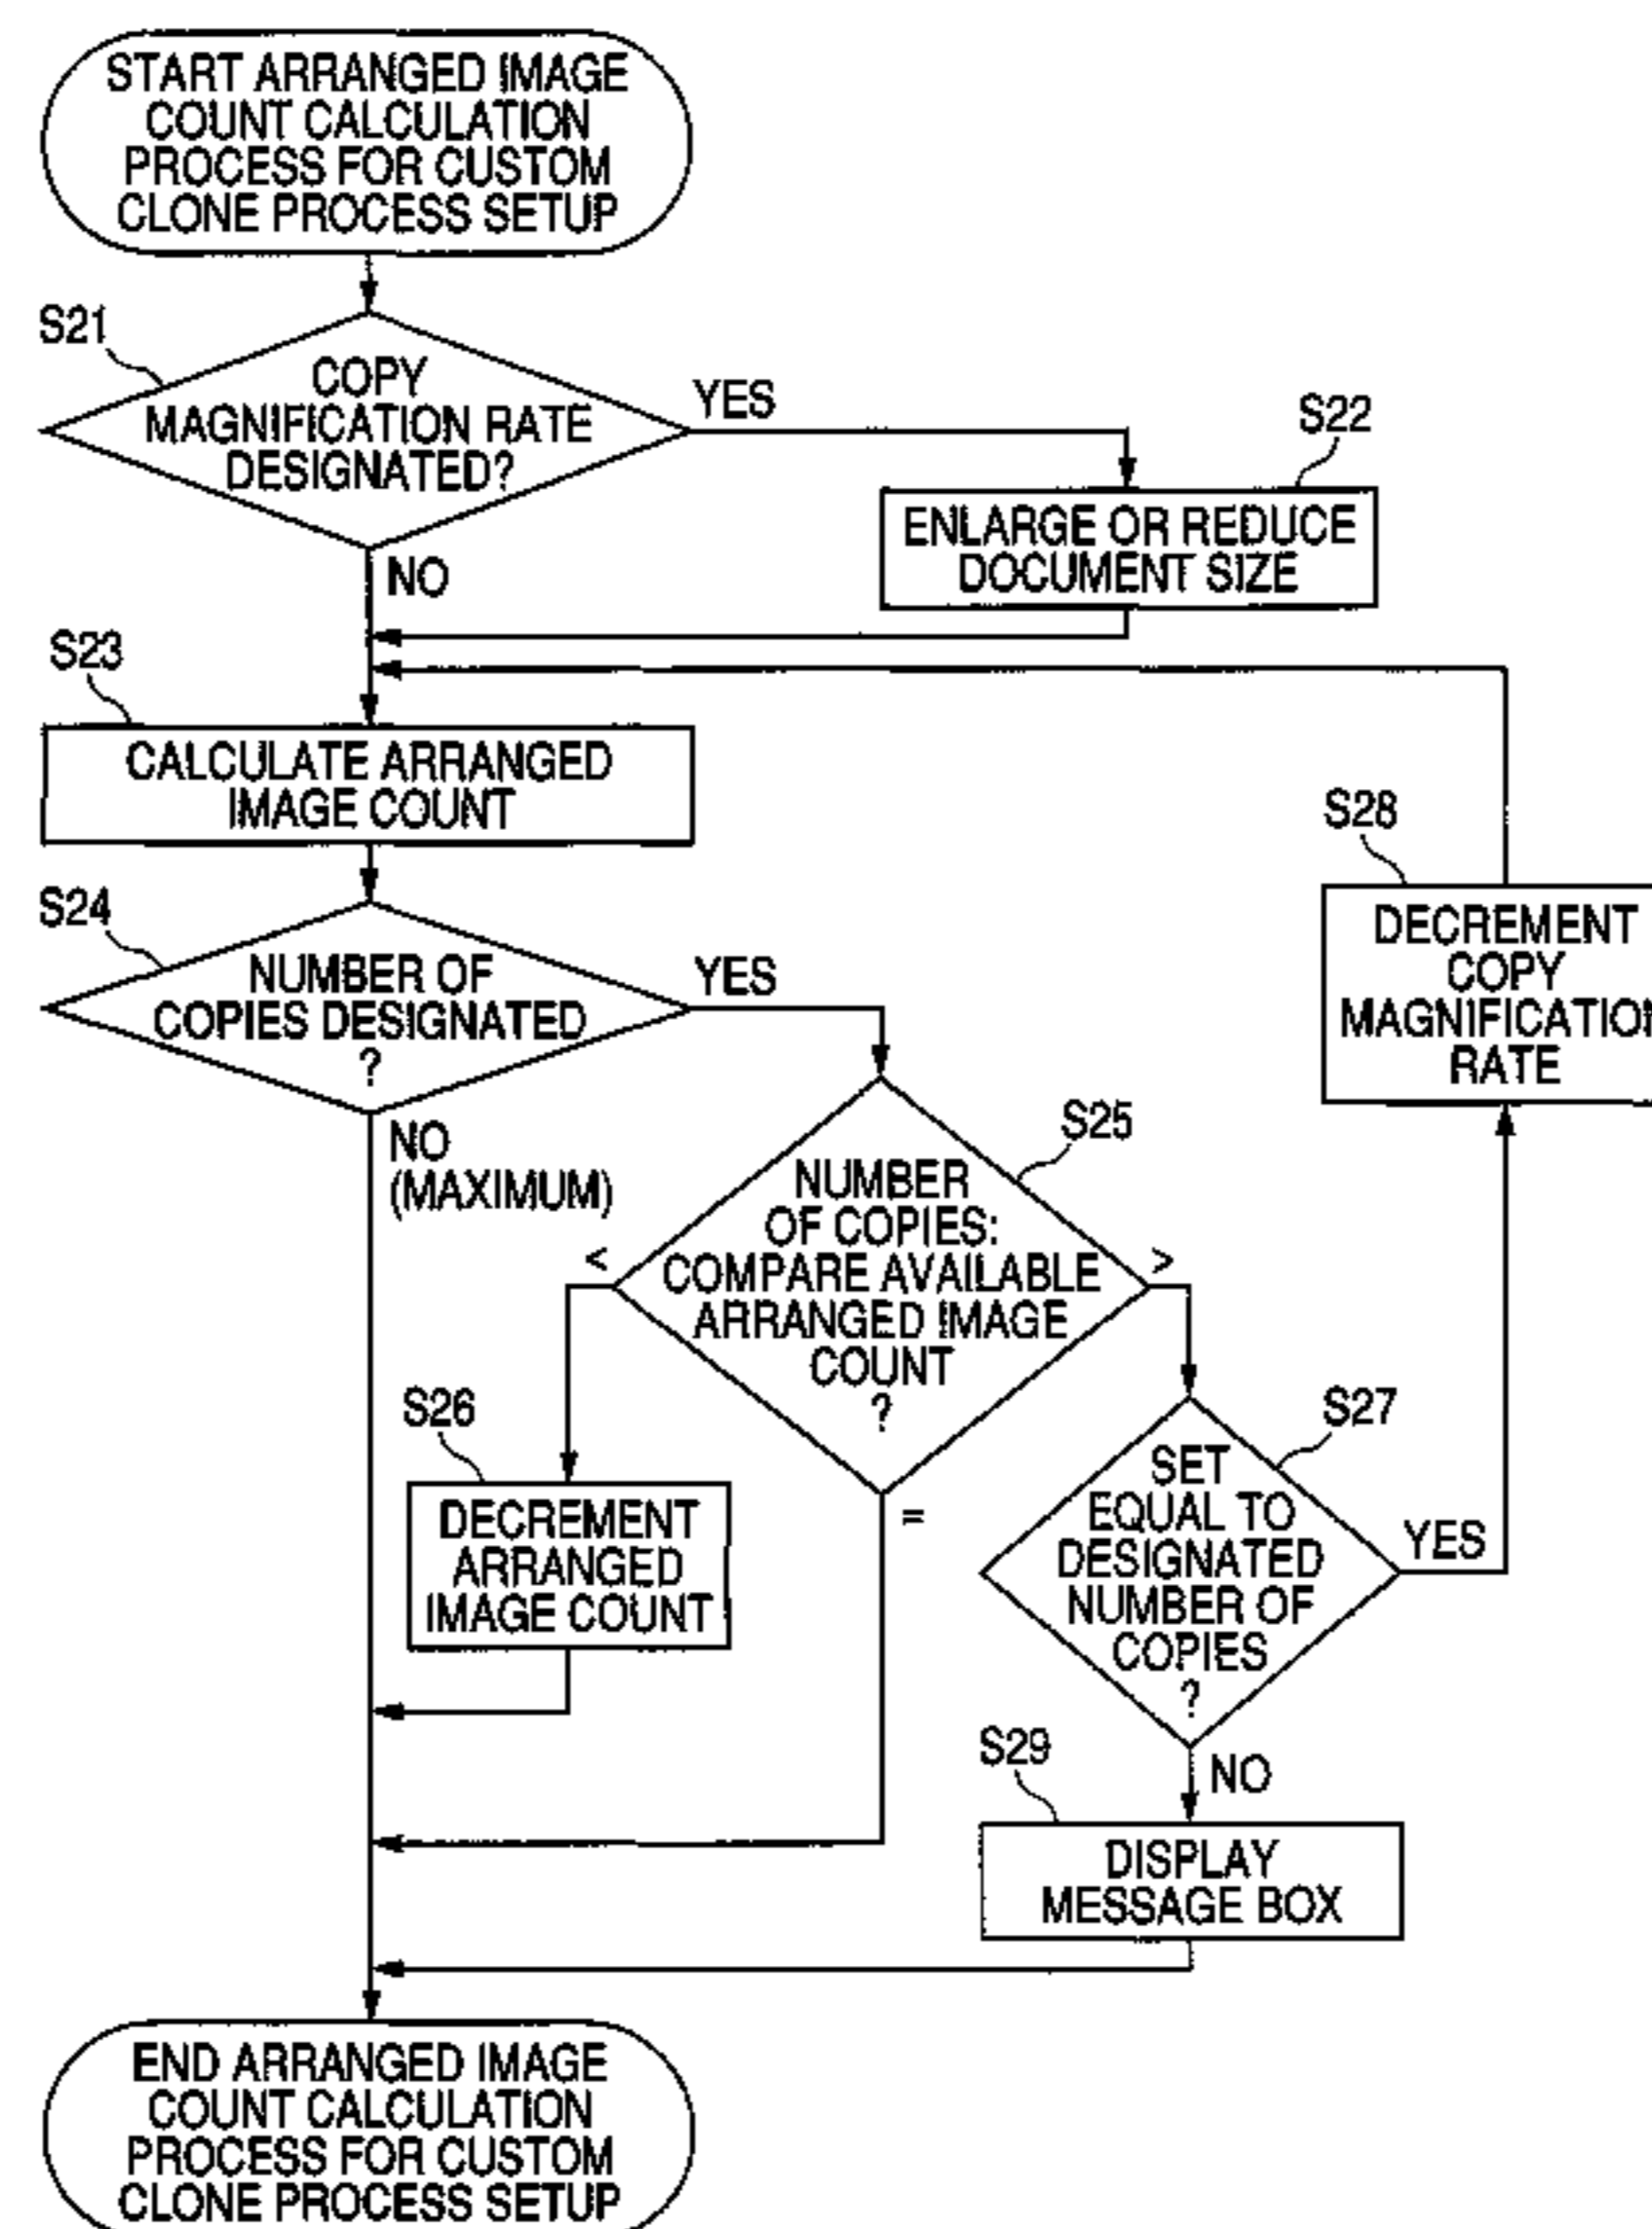 START ARRANGED IMAGE
COUNT CALCULATION
PROCESS FOR CUSTOM
CLONE PROCESS SETUP
S21
COPY
MAGNIFICATION RATE
DESIGNATED?
YES
NO
S22
ENLARGE OR REDUCE
DOCUMENT SIZE
S23
CALCULATE ARRANGED
IMAGE COUNT
S24
NUMBER OF
COPIES DESIGNATED
?
YES
NO
(MAXIMUM)
S25
NUMBER
OF COPIES:
COMPARE AVAILABLE
ARRANGED IMAGE
COUNT
?
<
>
=
S26
DECREMENT
ARRANGED
IMAGE COUNT
S27
SET
EQUAL TO
DESIGNATED
NUMBER OF
COPIES
?
YES
NO
S28
DECREMENT
COPY
MAGNIFICATION
RATE
S29
DISPLAY
MESSAGE BOX
END ARRANGED IMAGE
COUNT CALCULATION
PROCESS FOR CUSTOM
CLONE PROCESS SETUP